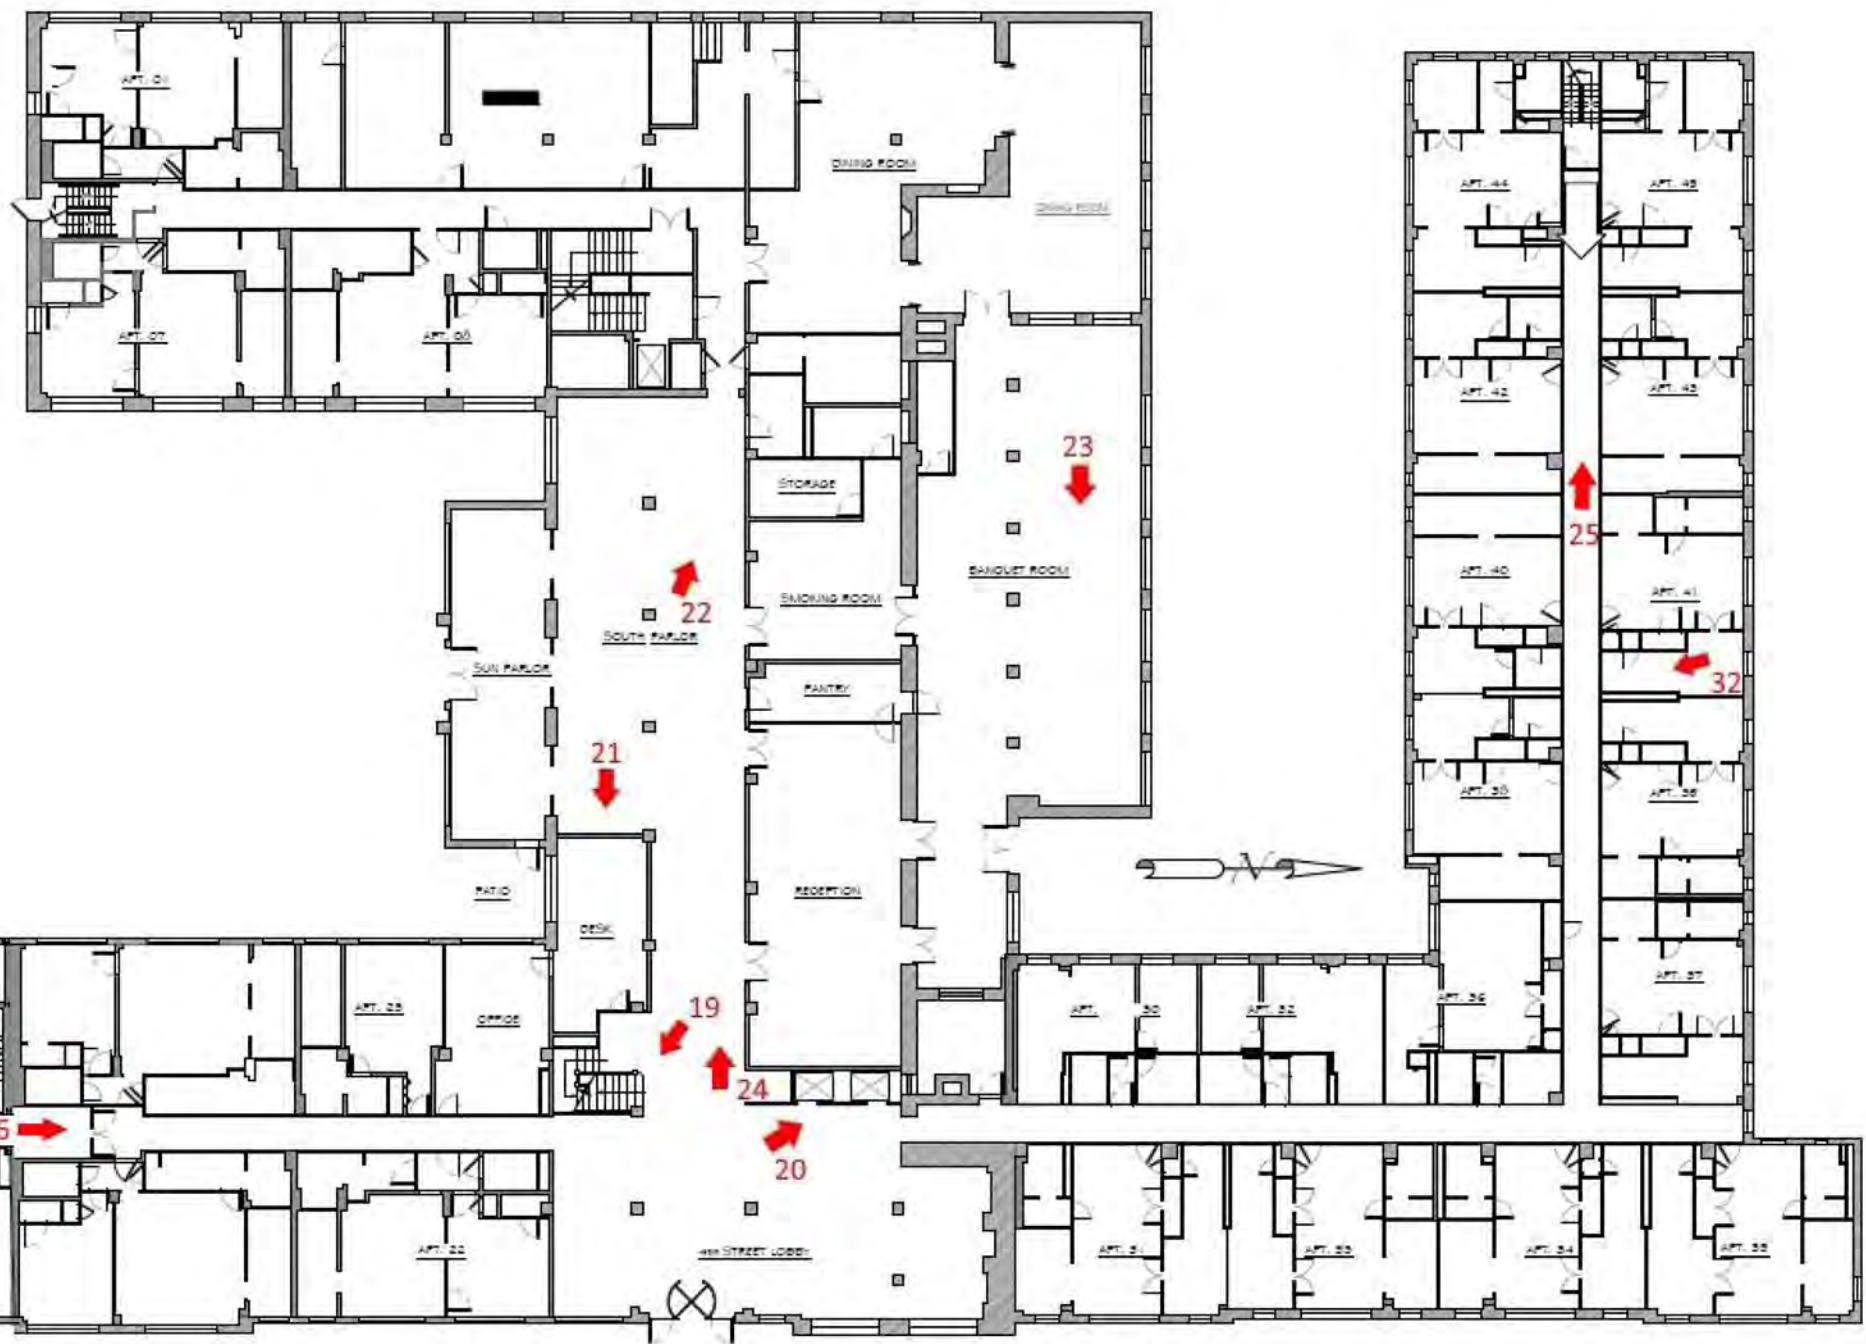 APT. 01
DINING ROOM
DINING ROOM
APT. 44
APT. 45
APT. 07
APT. 08
APT. 42
APT. 43
23
STORAGE
25
BANQUET ROOM
APT. 40
APT. 41
SMOKING ROOM
22
SOUTH PARLOR
SUN PARLOR
32
PANTRY
21
APT. 38
N
PATIO
RECEPTION
DESK
APT. 37
19
APT. 23
OFFICE
APT. 30
APT. 32
APT. 36
24
20
APT. 22
4TH STREET LOBBY
APT. 31
APT. 33
APT. 34
APT. 35